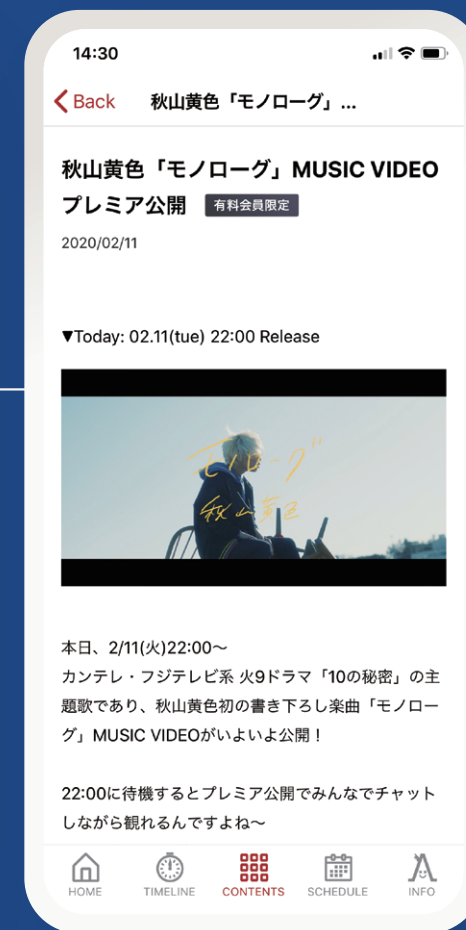 14:30
Back 秋山黄色「モノローグ」...
秋山黄色「モノローグ」MUSIC VIDEO
プレミア公開 有料会員限定
2020/02/11
▼Today: 02.11(tue) 22:00 Release
モノローグ
秋山黄色
本日、2/11(火)22:00〜
カンテレ・フジテレビ系 火9ドラマ「10の秘密」の主
題歌であり、秋山黄色初の書き下ろし楽曲「モノロー
グ」MUSIC VIDEOがいよいよ公開！
22:00に待機するとプレミア公開でみんなでチャット
しながら観れるんですよね〜
HOME TIMELINE CONTENTS SCHEDULE INFO